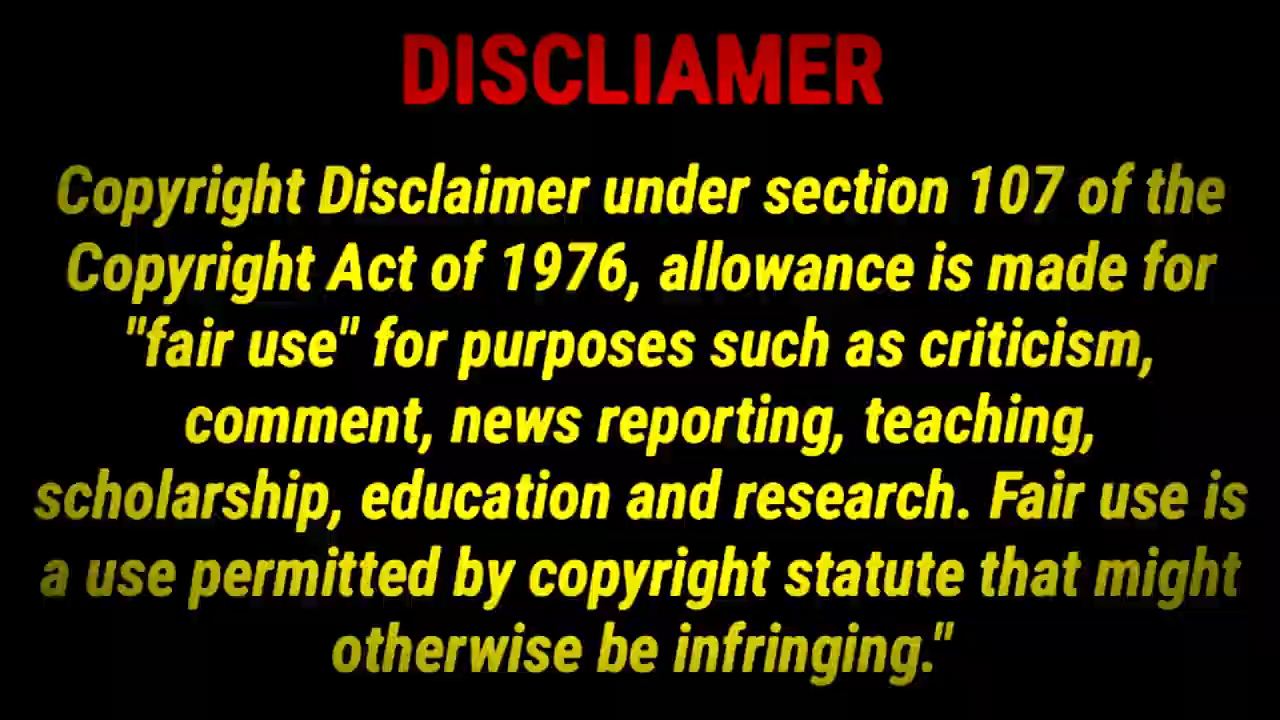 DISCLIAMER
Copyright Disclaimer under section 107 of the
Copyright Act of 1976, allowance is made for
"fair use" for purposes such as criticism,
comment, news reporting, teaching,
scholarship, education and research. Fair use is
a use permitted by copyright statute that might
otherwise be infringing."